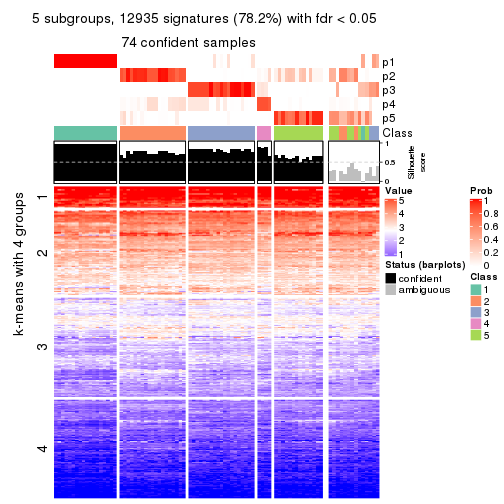 5 subgroups, 12935 signatures (78.2%) with fdr < 0.05
74 confident samples
p1
p2
p3
p4
p5
Class
1
0.5
0
Silhouette
score
k-means with 4 groups
1
2
3
4
Value
5
4
3
2
1
Status (barplots)
confident
ambiguous
Prob
1
0.8
0.6
0.4
0.2
0
Class
1
2
3
4
5